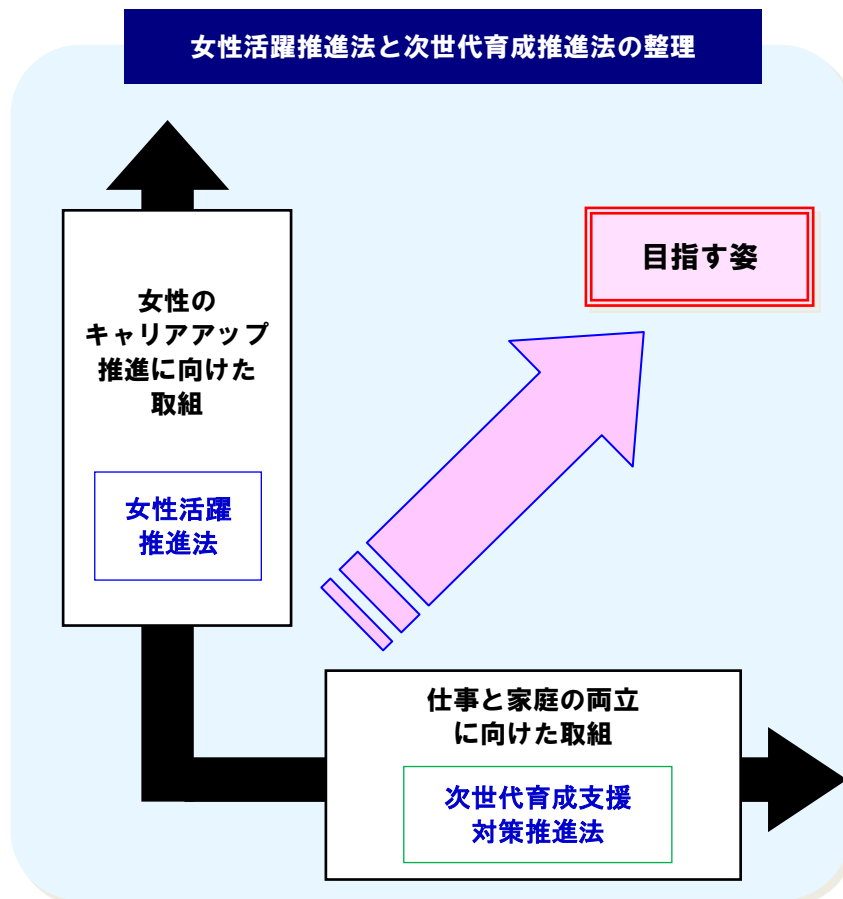 女性活躍推進法と次世代育成推進法の整理
目指す姿
女性の
キャリアアップ
推進に向けた
取組
女性活躍
推進法
仕事と家庭の両立
に向けた取組
次世代育成支援
対策推進法